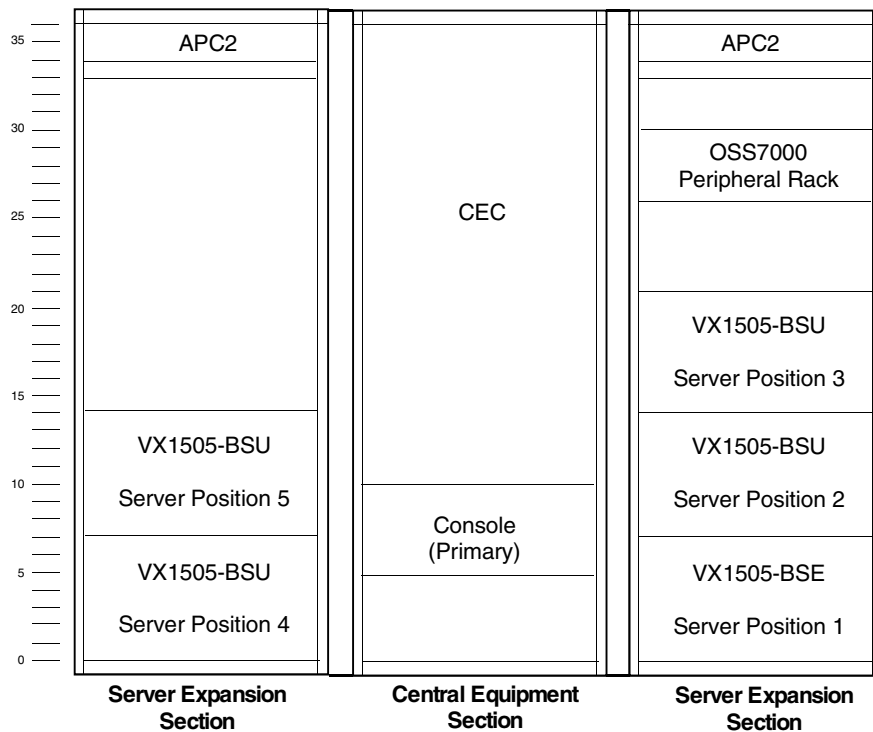 35
30
25
20
15
10
5
0
APC2
VX1505-BSU
Server Position 5
VX1505-BSU
Server Position 4
Server Expansion
Section
CEC
Console
(Primary)
Central Equipment
Section
APC2
OSS7000
Peripheral Rack
VX1505-BSU
Server Position 3
VX1505-BSU
Server Position 2
VX1505-BSE
Server Position 1
Server Expansion
Section